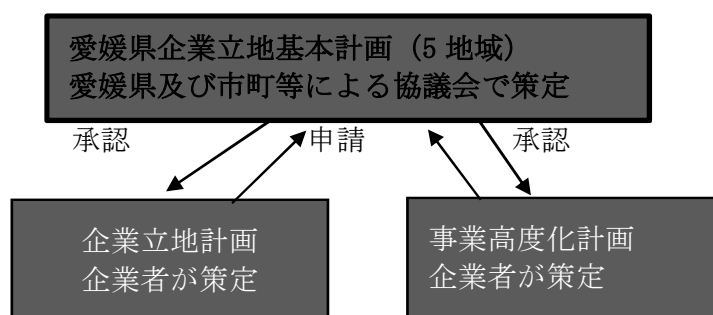 愛媛県企業立地基本計画（5 地域）
愛媛県及び市町等による協議会で策定
承認
申請
承認
企業立地計画
企業者が策定
事業高度化計画
企業者が策定